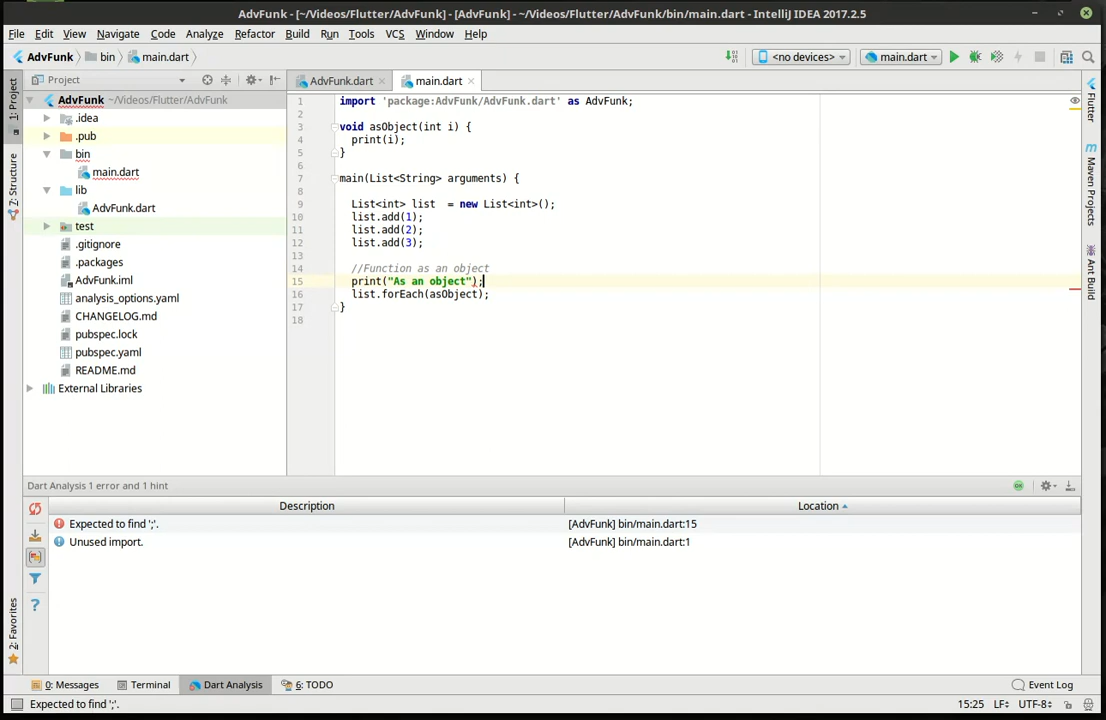 AdvFunk - [~/Videos/Flutter/AdvFunk] - [AdvFunk] - ~/Videos/Flutter/AdvFunk/bin/main.dart - IntelliJ IDEA 2017.2.5
File Edit View Navigate Code Analyze Refactor Build Run Tools VCS Window Help
AdvFunk bin main.dart <no devices> main.dart
Project
AdvFunk.dart main.dart
1: Project
7: Structure
2: Favorites
AdvFunk ~/Videos/Flutter/AdvFunk
.idea
.pub
bin
main.dart
lib
AdvFunk.dart
test
.gitignore
.packages
AdvFunk.iml
analysis_options.yaml
CHANGELOG.md
pubspec.lock
pubspec.yaml
README.md
External Libraries
1 import 'package:AdvFunk/AdvFunk.dart' as AdvFunk;
2
3 void asObject(int i) {
4 print(i);
5 }
6
7 main(List<String> arguments) {
8
9 List<int> list  = new List<int>();
10 list.add(1);
11 list.add(2);
12 list.add(3);
13
14 //Function as an object
15 print("As an object");
16 list.forEach(asObject);
17 }
18
Flutter
Maven Projects
Ant Build
Dart Analysis 1 error and 1 hint
Description Location
Expected to find ';'. [AdvFunk] bin/main.dart:15
Unused import. [AdvFunk] bin/main.dart:1
0: Messages Terminal Dart Analysis 6: TODO Event Log
Expected to find ';'. 15:25 LF UTF-8